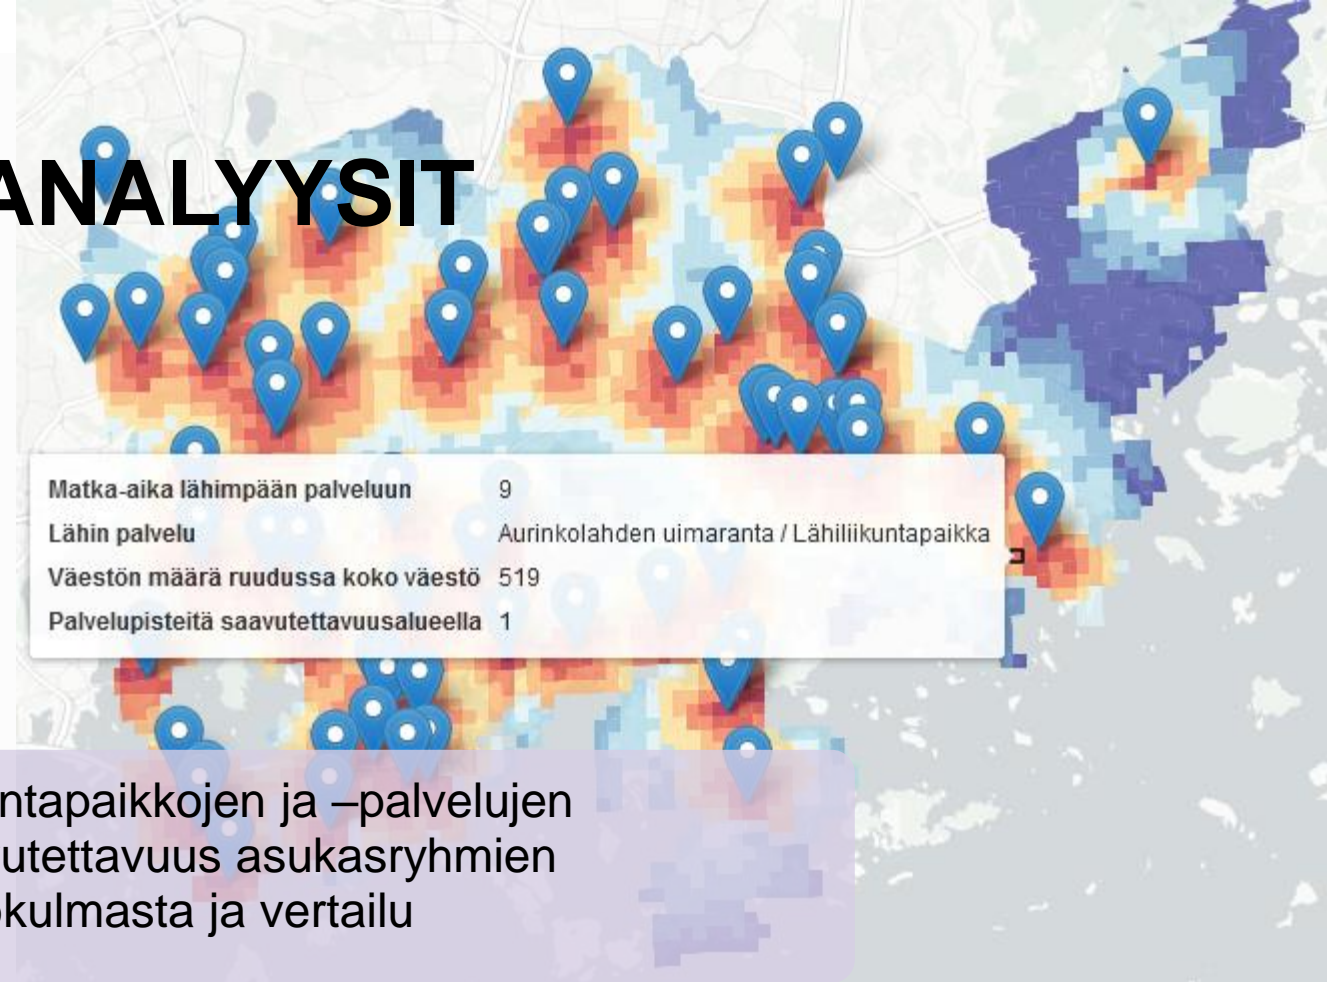 ANALYYSIT
Matka-aika lähimpään palveluun 9
Lähin palvelu Aurinkolahden uimaranta / Lähiliikuntapaikka
Väestön määrä ruudussa koko väestö 519
Palvelupisteitä saavutettavuusalueella 1
ntapaikkojen ja –palvelujen
utettavuus asukasryhmien
kulmasta ja vertailu